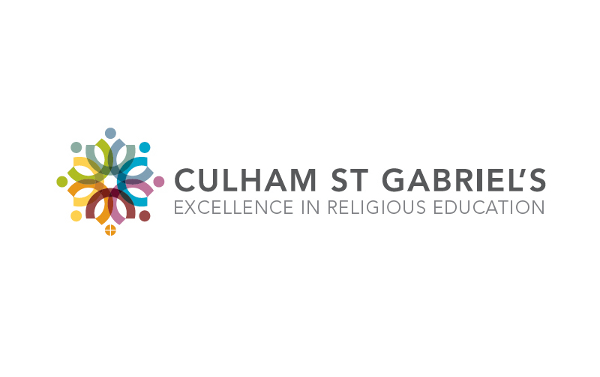 CULHAM ST GABRIEL’S
EXCELLENCE IN RELIGIOUS EDUCATION